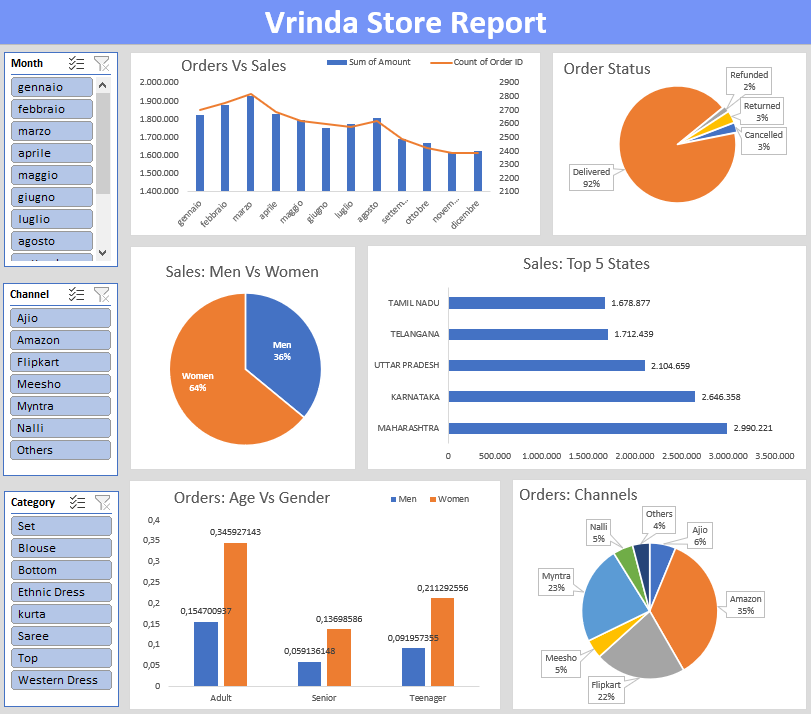 Vrinda Store Report
Month
gennaio
febbraio
marzo
aprile
maggio
giugno
luglio
agosto
Channel
Ajio
Amazon
Flipkart
Meesho
Myntra
Nalli
Others
Category
Set
Blouse
Bottom
Ethnic Dress
kurta
Saree
Top
Western Dress
Orders Vs Sales
Sum of Amount
Count of Order ID
2.000.000
1.900.000
1.800.000
1.700.000
1.600.000
1.500.000
1.400.000
2900
2800
2700
2600
2500
2400
2300
2200
2100
gennaio
febbraio
marzo
aprile
maggio
giugno
luglio
agosto
settem...
ottobre
novem...
dicembre
Order Status
Refunded
2%
Returned
3%
Cancelled
3%
Delivered
92%
Sales: Men Vs Women
Men
36%
Women
64%
Sales: Top 5 States
TAMIL NADU
1.678.877
TELANGANA
1.712.439
UTTAR PRADESH
2.104.659
KARNATAKA
2.646.358
MAHARASHTRA
2.990.221
0
500.000
1.000.000
1.500.000
2.000.000
2.500.000
3.000.000
3.500.000
Orders: Age Vs Gender
Men
Women
0,4
0,35
0,3
0,25
0,2
0,15
0,1
0,05
0
0,154700937
0,345927143
0,059136148
0,13698586
0,091957355
0,211292556
Adult
Senior
Teenager
Orders: Channels
Others
4%
Ajio
6%
Nalli
5%
Myntra
23%
Amazon
35%
Meesho
5%
Flipkart
22%